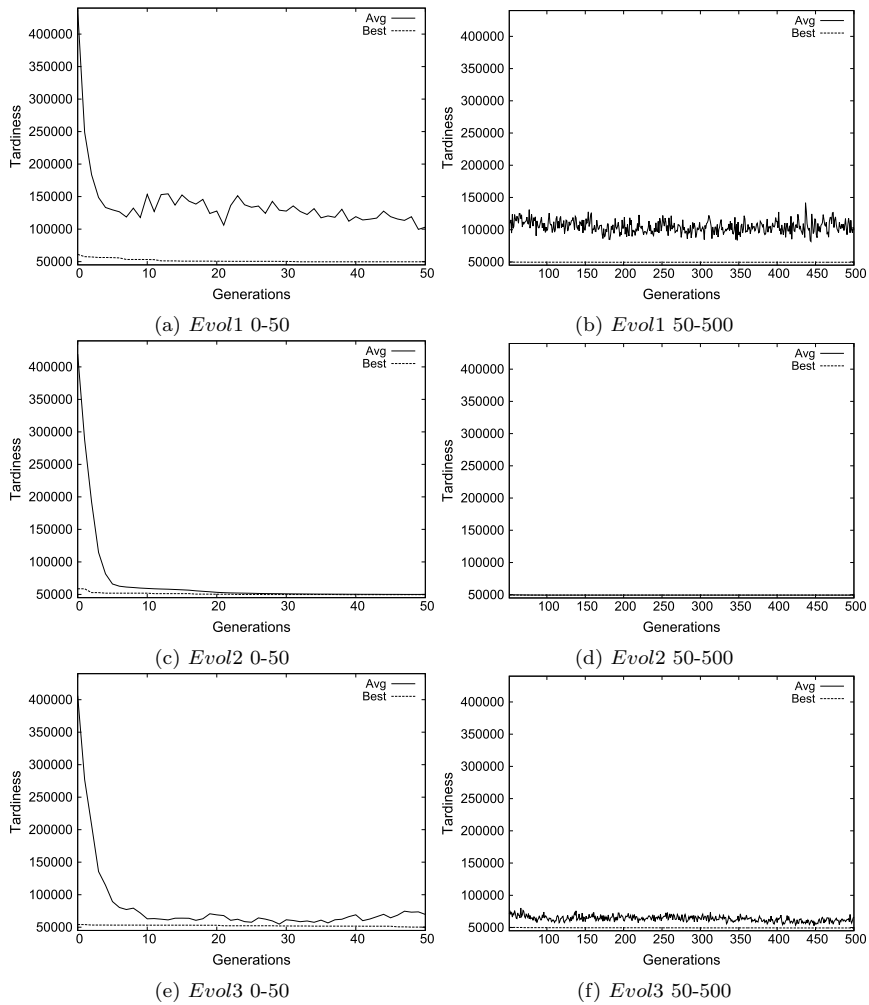 Avg
Best
400000
350000
300000
250000
200000
150000
100000
50000
Tardiness
0 10 20 30 40 50
Generations
(a) Evol1 0-50
Avg
Best
400000
350000
300000
250000
200000
150000
100000
50000
Tardiness
100 150 200 250 300 350 400 450 500
Generations
(b) Evol1 50-500
Avg
Best
400000
350000
300000
250000
200000
150000
100000
50000
Tardiness
0 10 20 30 40 50
Generations
(c) Evol2 0-50
Avg
Best
400000
350000
300000
250000
200000
150000
100000
50000
Tardiness
100 150 200 250 300 350 400 450 500
Generations
(d) Evol2 50-500
Avg
Best
400000
350000
300000
250000
200000
150000
100000
50000
Tardiness
0 10 20 30 40 50
Generations
(e) Evol3 0-50
Avg
Best
400000
350000
300000
250000
200000
150000
100000
50000
Tardiness
100 150 200 250 300 350 400 450 500
Generations
(f) Evol3 50-500